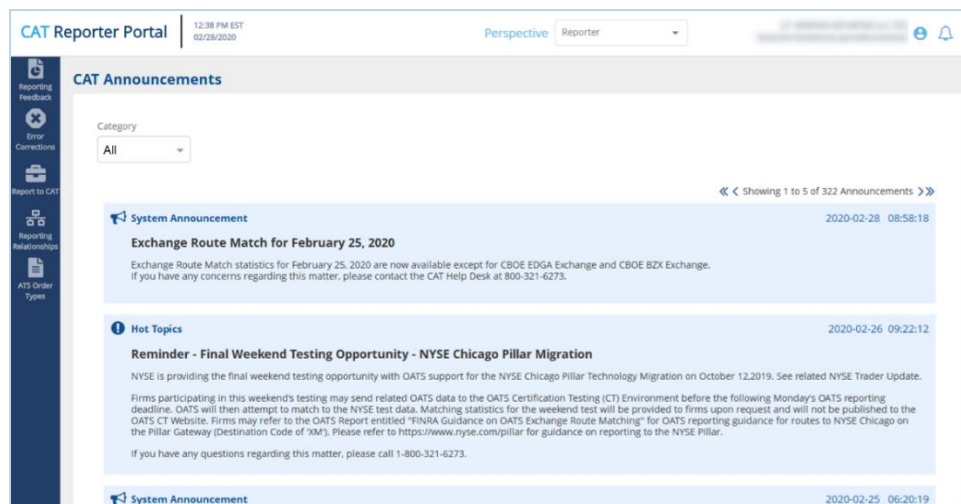 CAT Reporter Portal
12:38 PM EST
02/28/2020
Perspective
Reporter
Reporting
Feedback
Error
Corrections
Report to CAT
Reporting
Relationships
ATS Order
Types
CAT Announcements
Category
All
Showing 1 to 5 of 322 Announcements
System Announcement
2020-02-28 08:58:18
Exchange Route Match for February 25, 2020
Exchange Route Match statistics for February 25, 2020 are now available except for CBOE EDGA Exchange and CBOE BZX Exchange.
If you have any concerns regarding this matter, please contact the CAT Help Desk at 800-321-6273.
Hot Topics
2020-02-26 09:22:12
Reminder - Final Weekend Testing Opportunity - NYSE Chicago Pillar Migration
NYSE is providing the final weekend testing opportunity with OATS support for the NYSE Chicago Pillar Technology Migration on October 12,2019. See related NYSE Trader Update.
Firms participating in this weekend's testing may send related OATS data to the OATS Certification Testing (CT) Environment before the following Monday's OATS reporting
deadline. OATS will then attempt to match to the NYSE test data. Matching statistics for the weekend test will be provided to firms upon request and will not be published to the
OATS CT Website. Firms may refer to the OATS Report entitled "FINRA Guidance on OATS Exchange Route Matching" for OATS reporting guidance for routes to NYSE Chicago on
the Pillar Gateway (Destination Code of 'XM'). Please refer to https://www.nyse.com/pillar for guidance on reporting to the NYSE Pillar.
If you have any questions regarding this matter, please call 1-800-321-6273.
System Announcement
2020-02-25 06:20:19